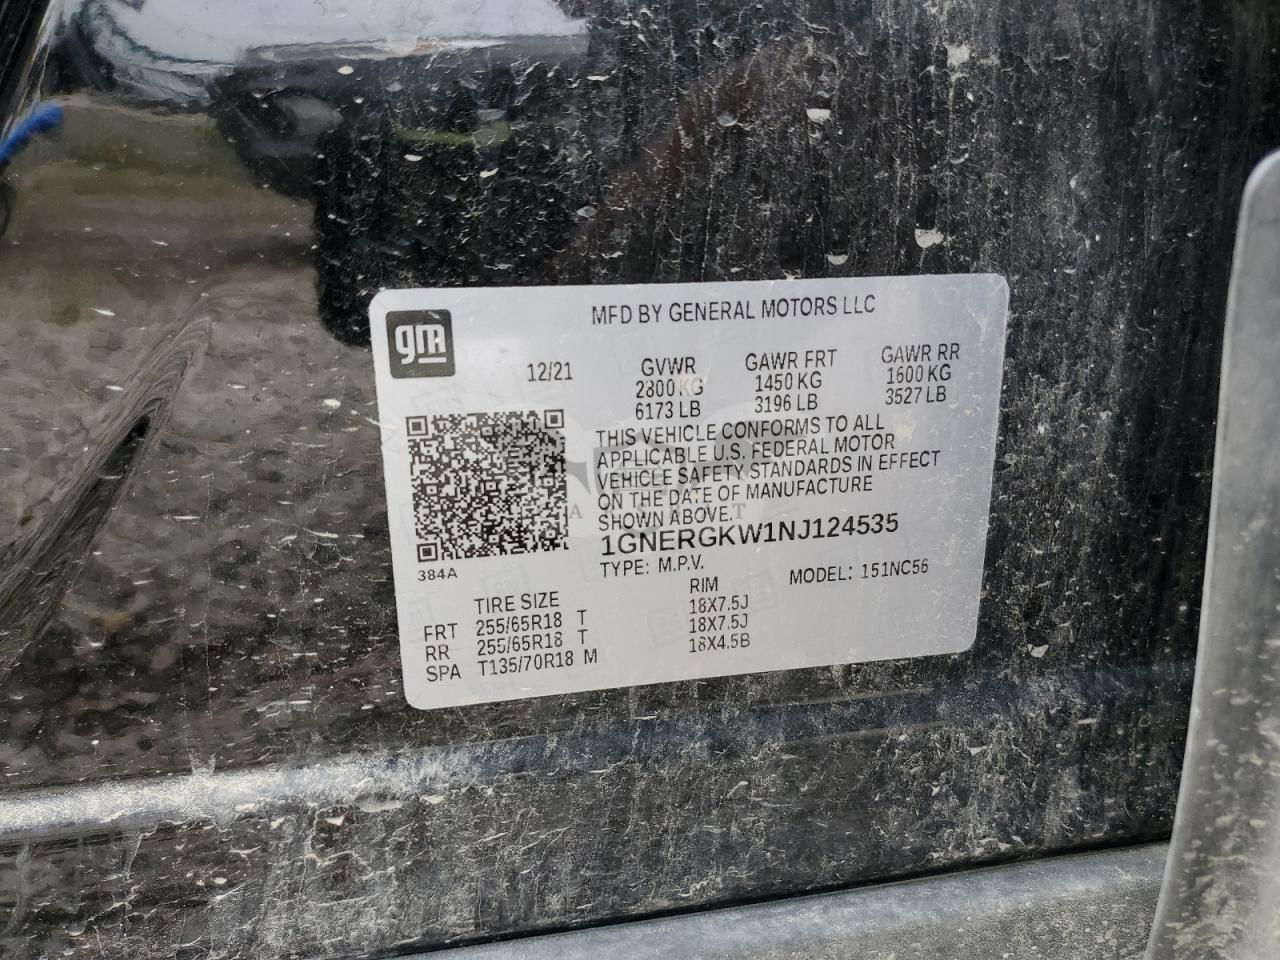 gm
MFD BY GENERAL MOTORS LLC
12/21
GVWR GAWR FRT GAWR RR
2800 KG 1450 KG 1600 KG
6173 LB 3196 LB 3527 LB
THIS VEHICLE CONFORMS TO ALL
APPLICABLE U.S. FEDERAL MOTOR
VEHICLE SAFETY STANDARDS IN EFFECT
ON THE DATE OF MANUFACTURE
SHOWN ABOVE.
1GNERGKW1NJ124535
384A
TYPE: M.P.V. MODEL: 151NC56
TIRE SIZE RIM
FRT 255/65R18 T 18X7.5J
RR 255/65R18 T 18X7.5J
SPA T135/70R18 M 18X4.5B